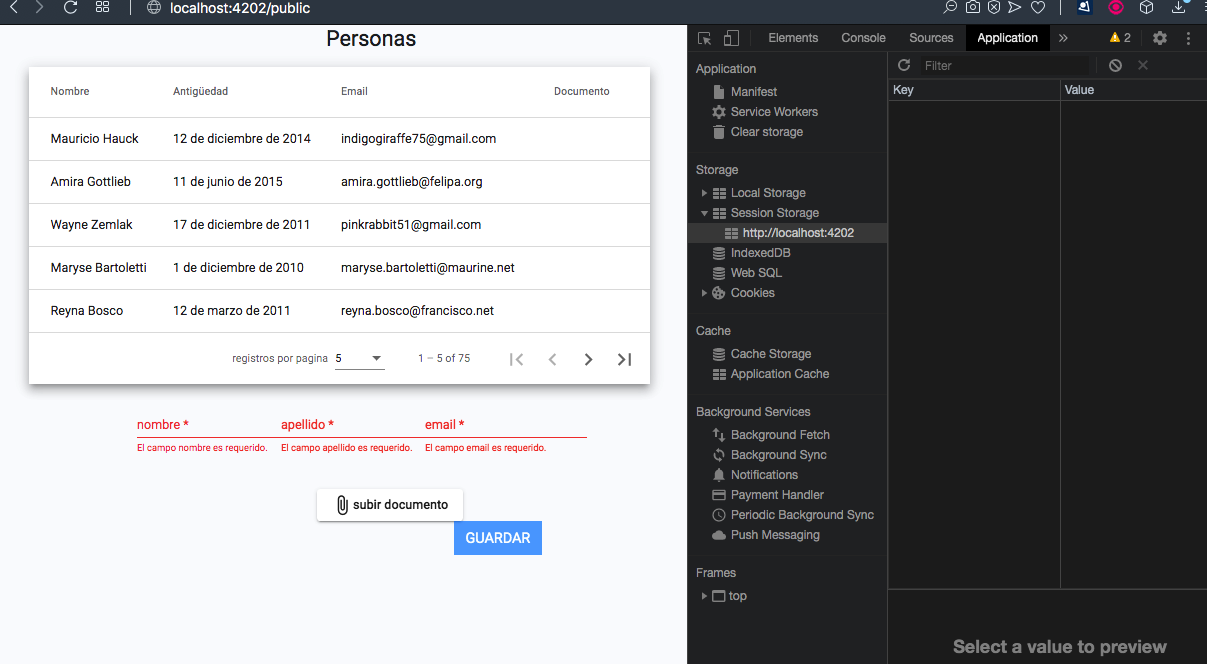 localhost:4202/public
Personas
Nombre Antigüedad Email Documento
Mauricio Hauck 12 de diciembre de 2014 indigogiraffe75@gmail.com
Amira Gottlieb 11 de junio de 2015 amira.gottlieb@felipa.org
Wayne Zemlak 17 de diciembre de 2011 pinkrabbit51@gmail.com
Maryse Bartoletti 1 de diciembre de 2010 maryse.bartoletti@maurine.net
Reyna Bosco 12 de marzo de 2011 reyna.bosco@francisco.net
registros por pagina 5 1 – 5 of 75
nombre * apellido * email *
El campo nombre es requerido. El campo apellido es requerido. El campo email es requerido.
subir documento
GUARDAR
Elements Console Sources Application » 2
Application
Manifest
Service Workers
Clear storage
Storage
Local Storage
Session Storage
http://localhost:4202
IndexedDB
Web SQL
Cookies
Cache
Cache Storage
Application Cache
Background Services
Background Fetch
Background Sync
Notifications
Payment Handler
Periodic Background Sync
Push Messaging
Frames
top
Filter
Key Value
Select a value to preview